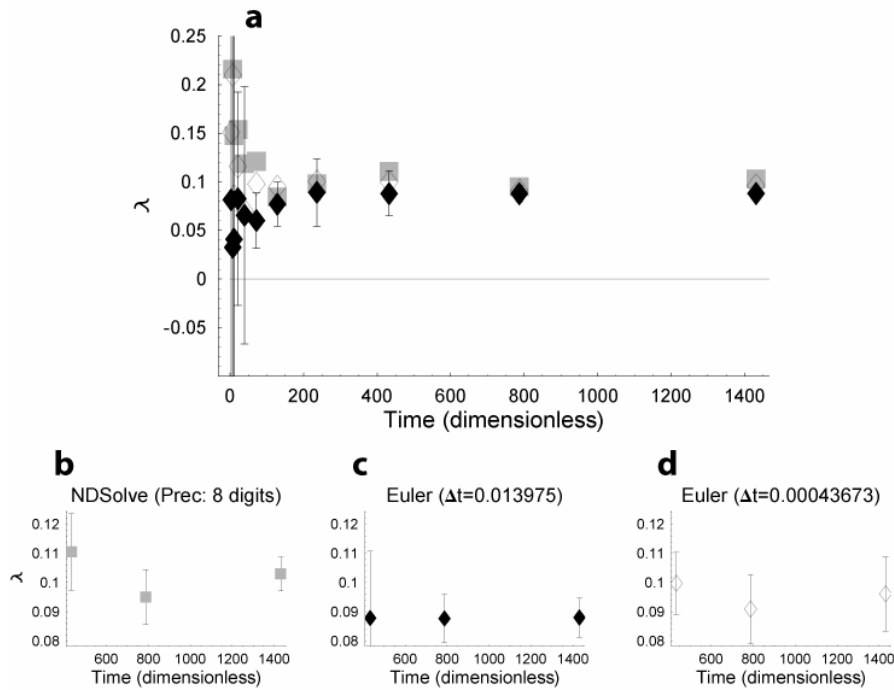 a
0.25
0.2
0.15
0.1
0.05
0
-0.05
λ
0 200 400 600 800 1000 1200 1400
Time (dimensionless)
b
NDSolve (Prec: 8 digits)
0.12
0.11
0.1
0.09
0.08
λ
600 800 1000 1200 1400
Time (dimensionless)
c
Euler (Δt=0.013975)
0.12
0.11
0.1
0.09
0.08
600 800 1000 1200 1400
Time (dimensionless)
d
Euler (Δt=0.00043673)
0.12
0.11
0.1
0.09
0.08
600 800 1000 1200 1400
Time (dimensionless)